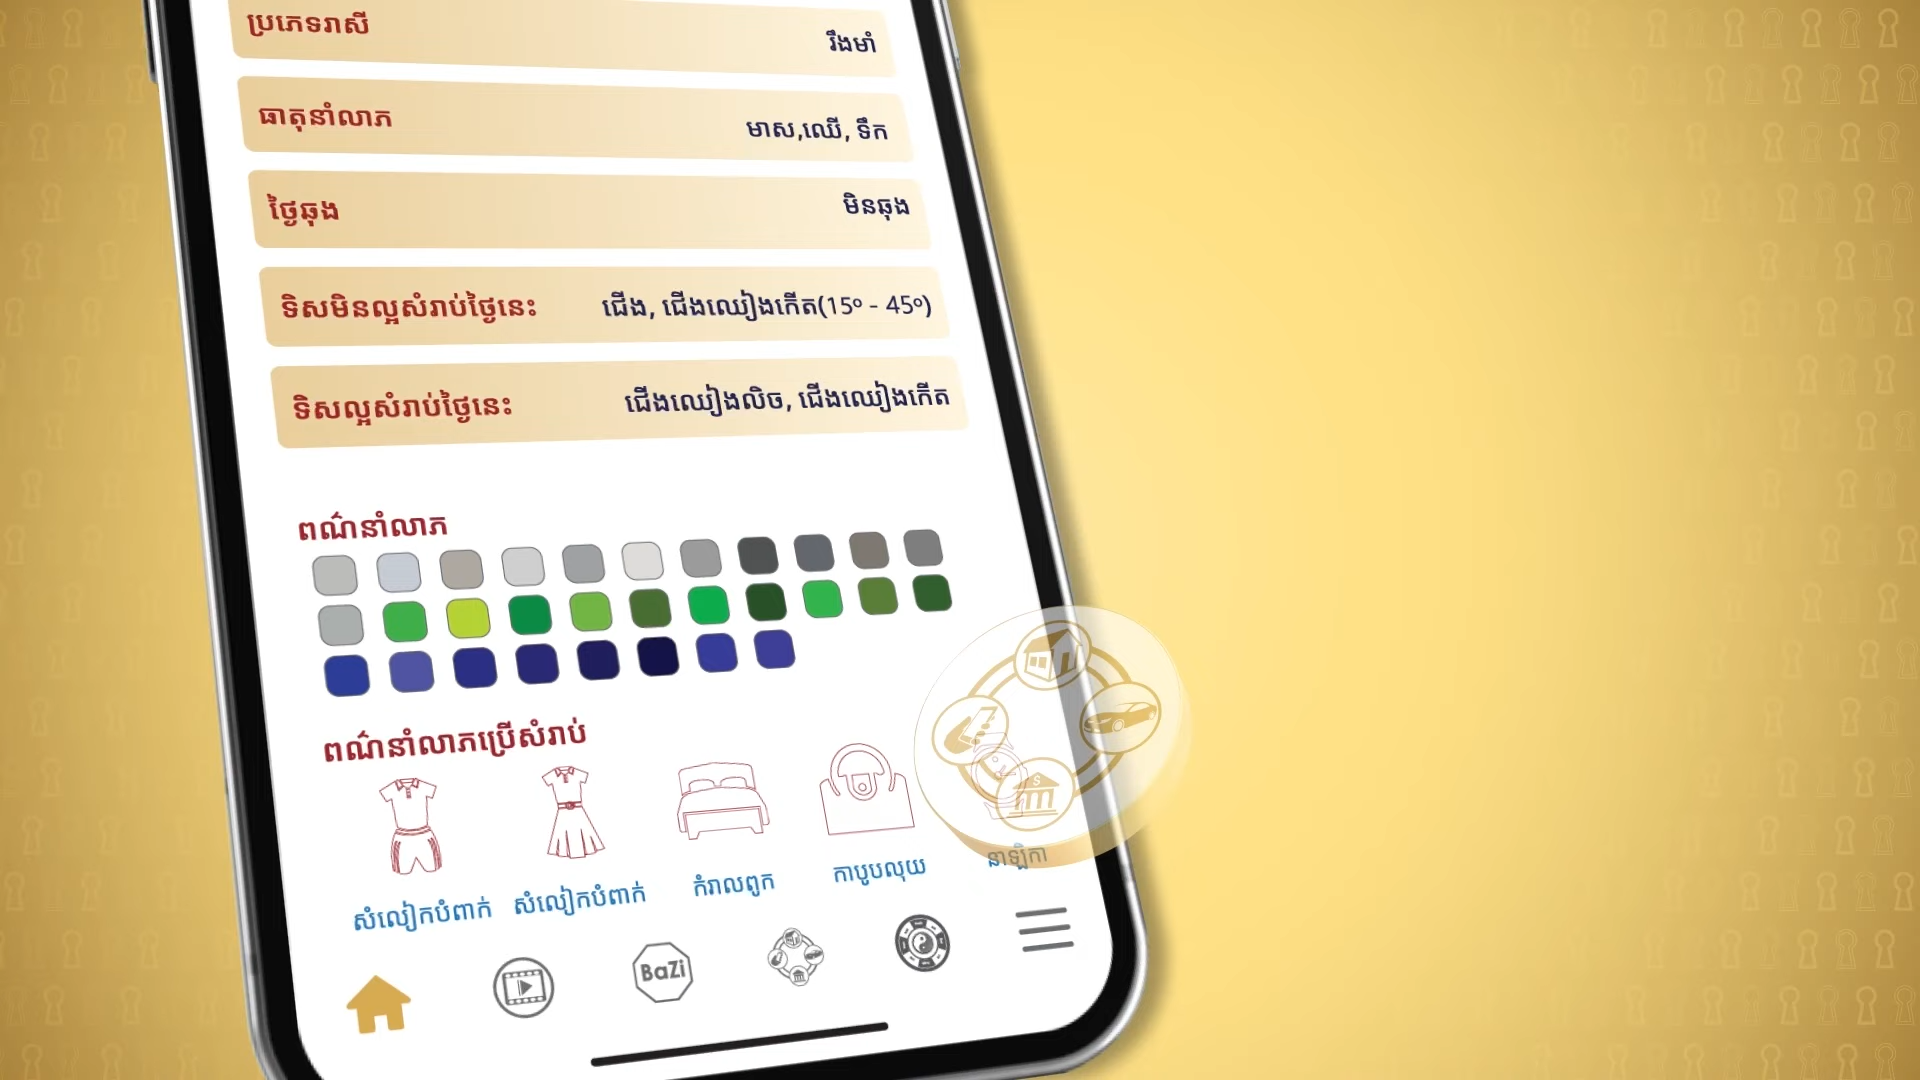 ប្រភេទរាសី
រឹងមាំ
ធាតុនាំលាភ
មាស,ឈើ, ទឹក
ថ្ងៃឆុង
មិនឆុង
ទិសមិនល្អសំរាប់ថ្ងៃនេះ
ជើង, ជើងឈៀងកើត(15º - 45º)
ទិសល្អសំរាប់ថ្ងៃនេះ
ជើងឈៀងលិច, ជើងឈៀងកើត
ពណ៌នាំលាភ
ពណ៌នាំលាភប្រើសំរាប់
សំលៀកបំពាក់
សំលៀកបំពាក់
កំរាលពូក
កាបូបលុយ
នាឡិកា
BaZi